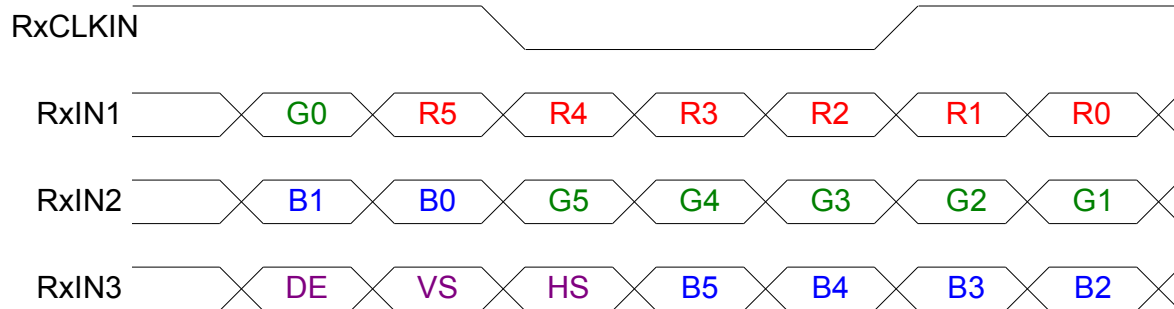 RxCLKIN
RxIN1 G0 R5 R4 R3 R2 R1 R0
RxIN2 B1 B0 G5 G4 G3 G2 G1
RxIN3 DE VS HS B5 B4 B3 B2